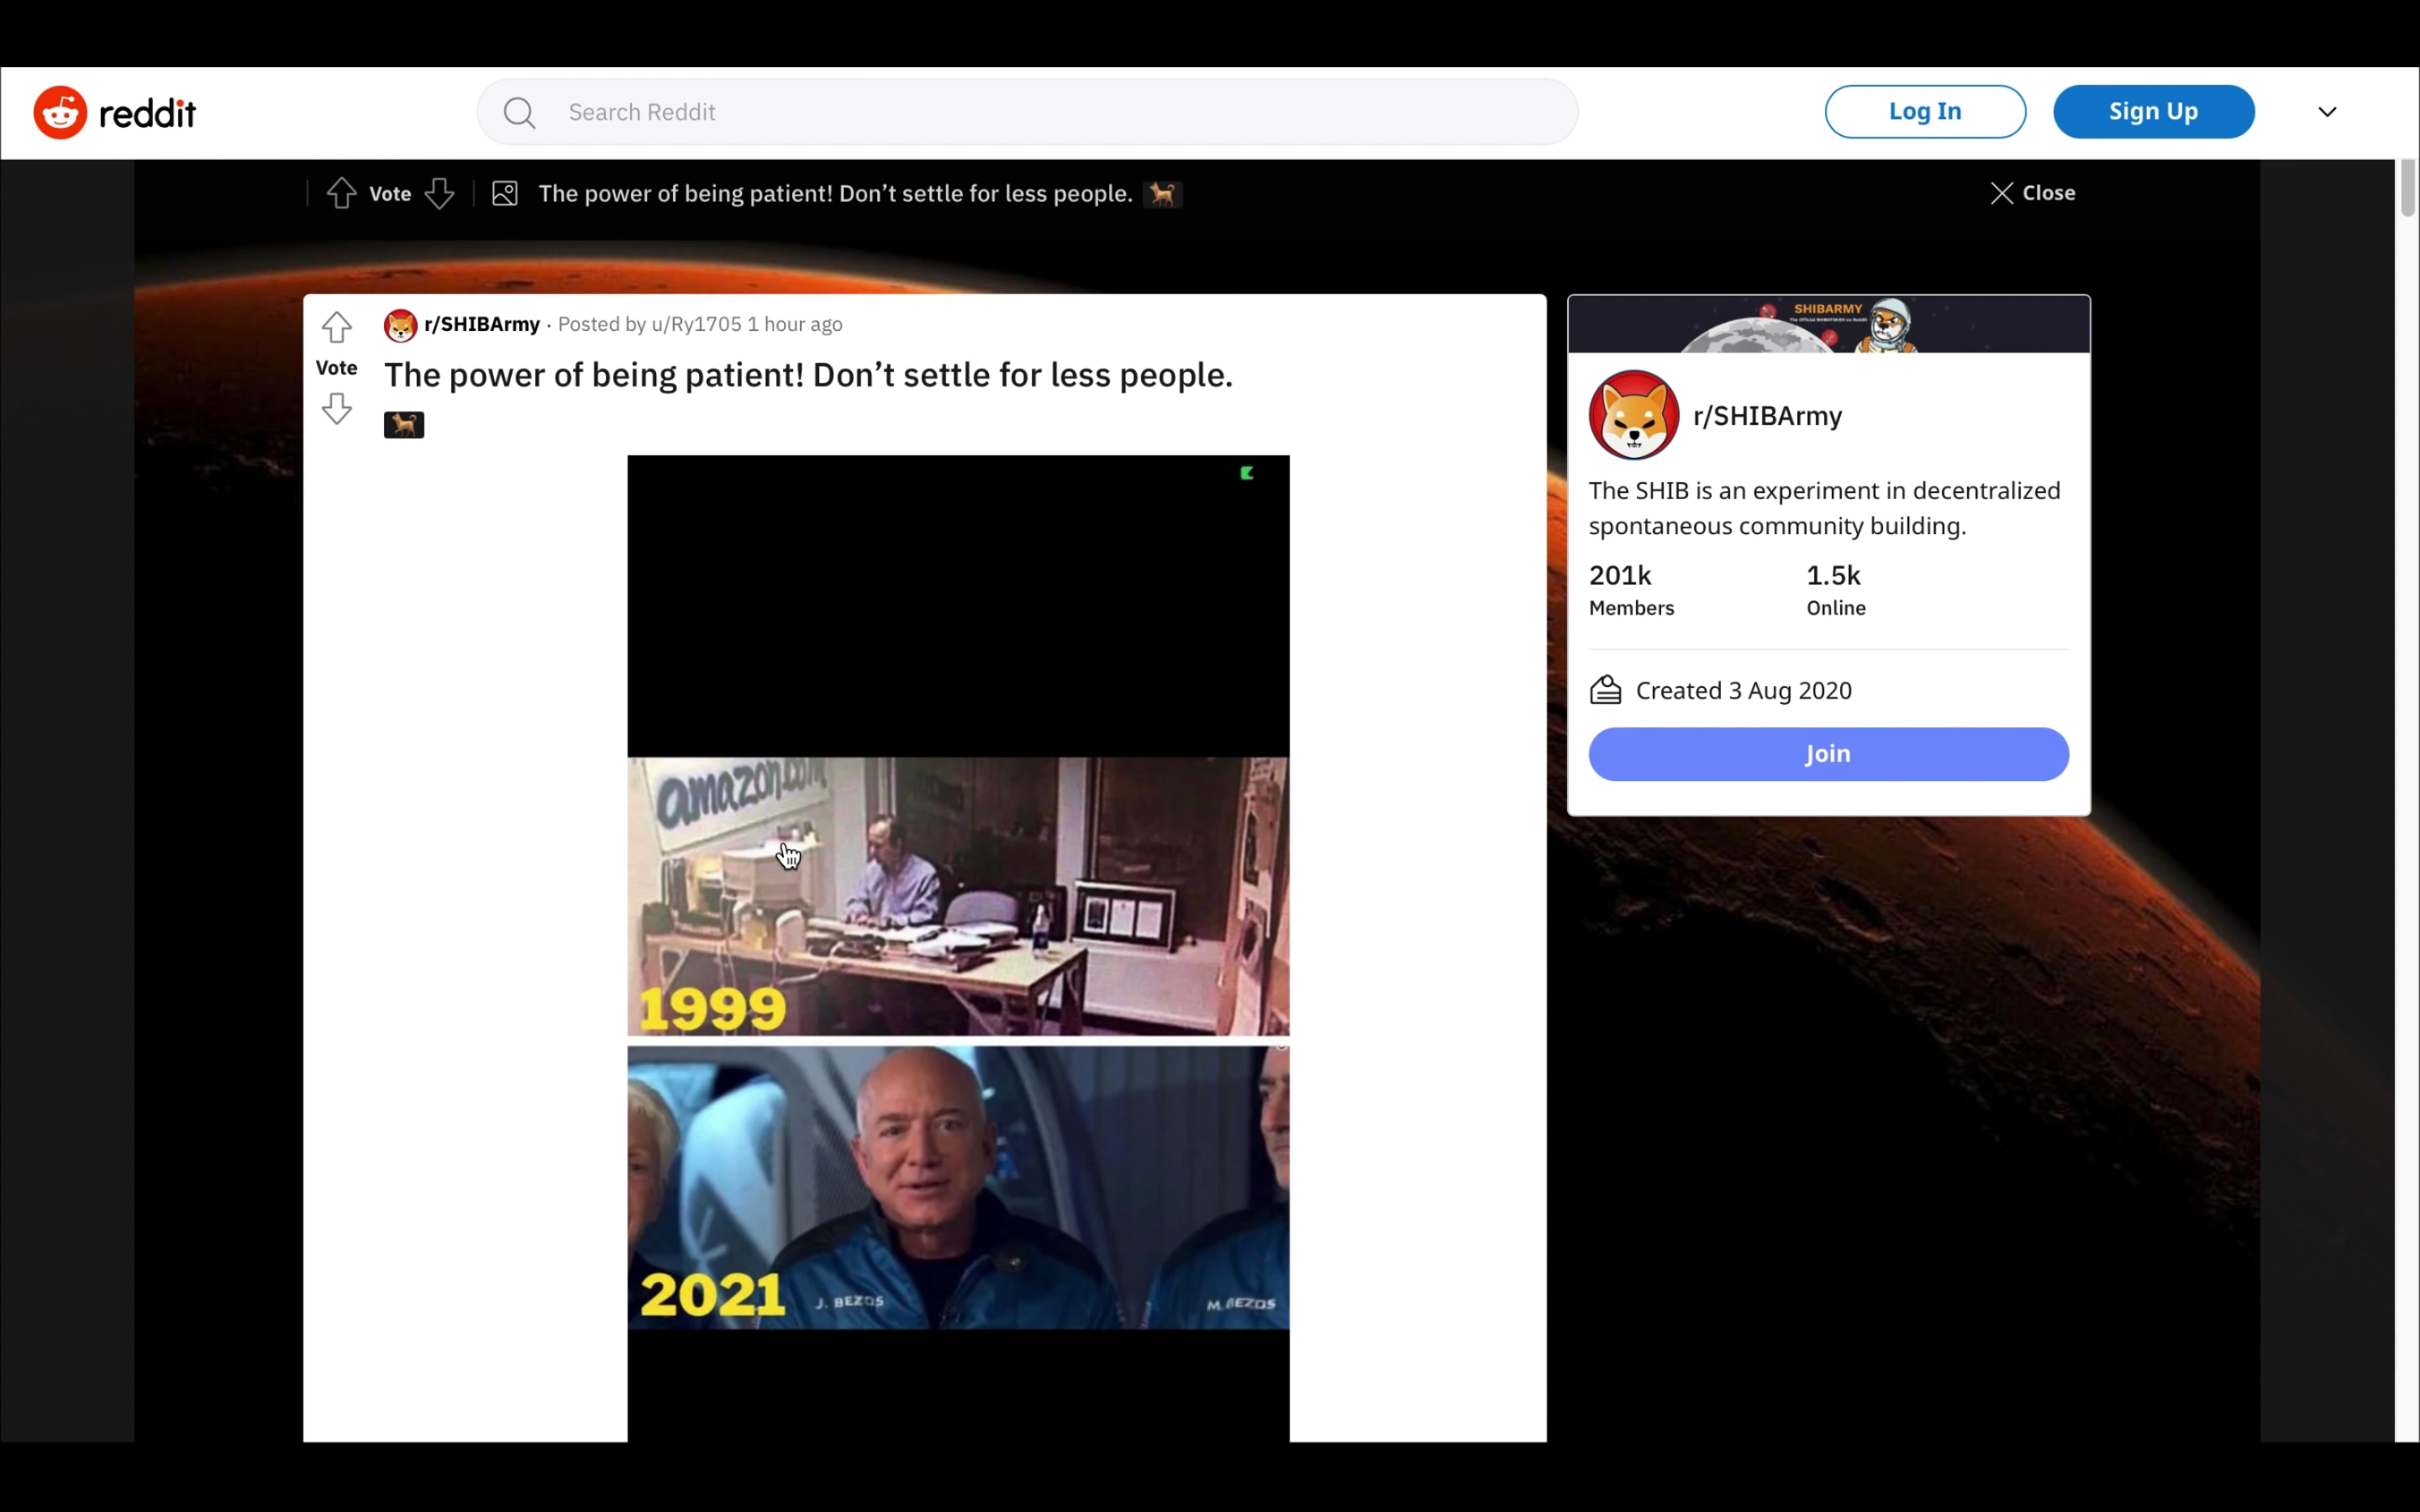 reddit
Search Reddit
Log In
Sign Up
Vote
The power of being patient! Don’t settle for less people.
Close
r/SHIBArmy · Posted by u/Ry1705 1 hour ago
Vote
The power of being patient! Don’t settle for less people.
amazon.com
1999
2021
J. BEZOS
M. BEZOS
SHIBARMY
r/SHIBArmy
The SHIB is an experiment in decentralized
spontaneous community building.
201k
1.5k
Members
Online
Created 3 Aug 2020
Join